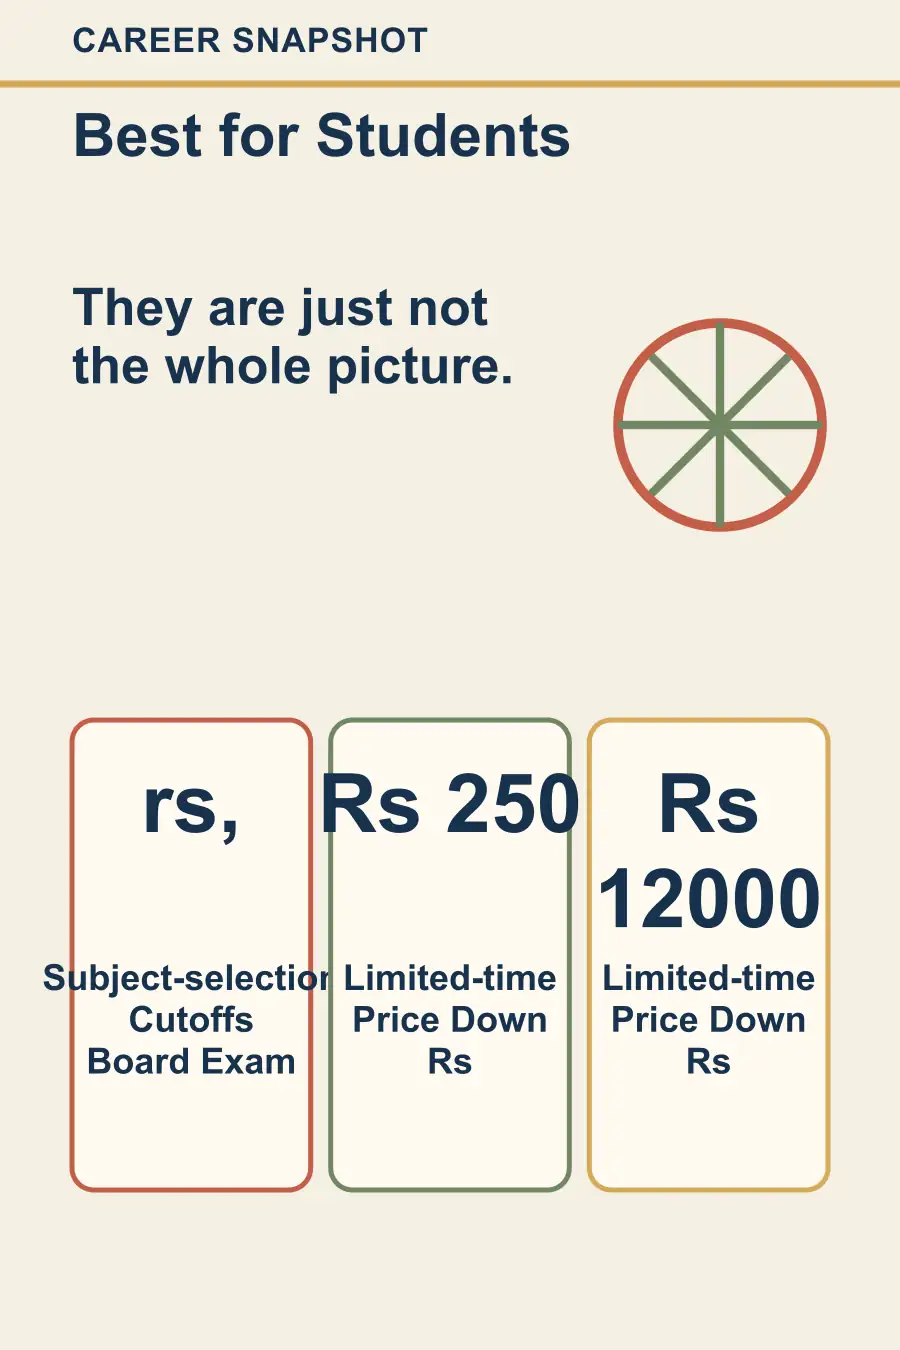 CAREER SNAPSHOT
Best for Students
They are just not
the whole picture.
rs,
Subject-selection
Cutoffs
Board Exam
Rs 250
Limited-time
Price Down
Rs
Rs
12000
Limited-time
Price Down
Rs